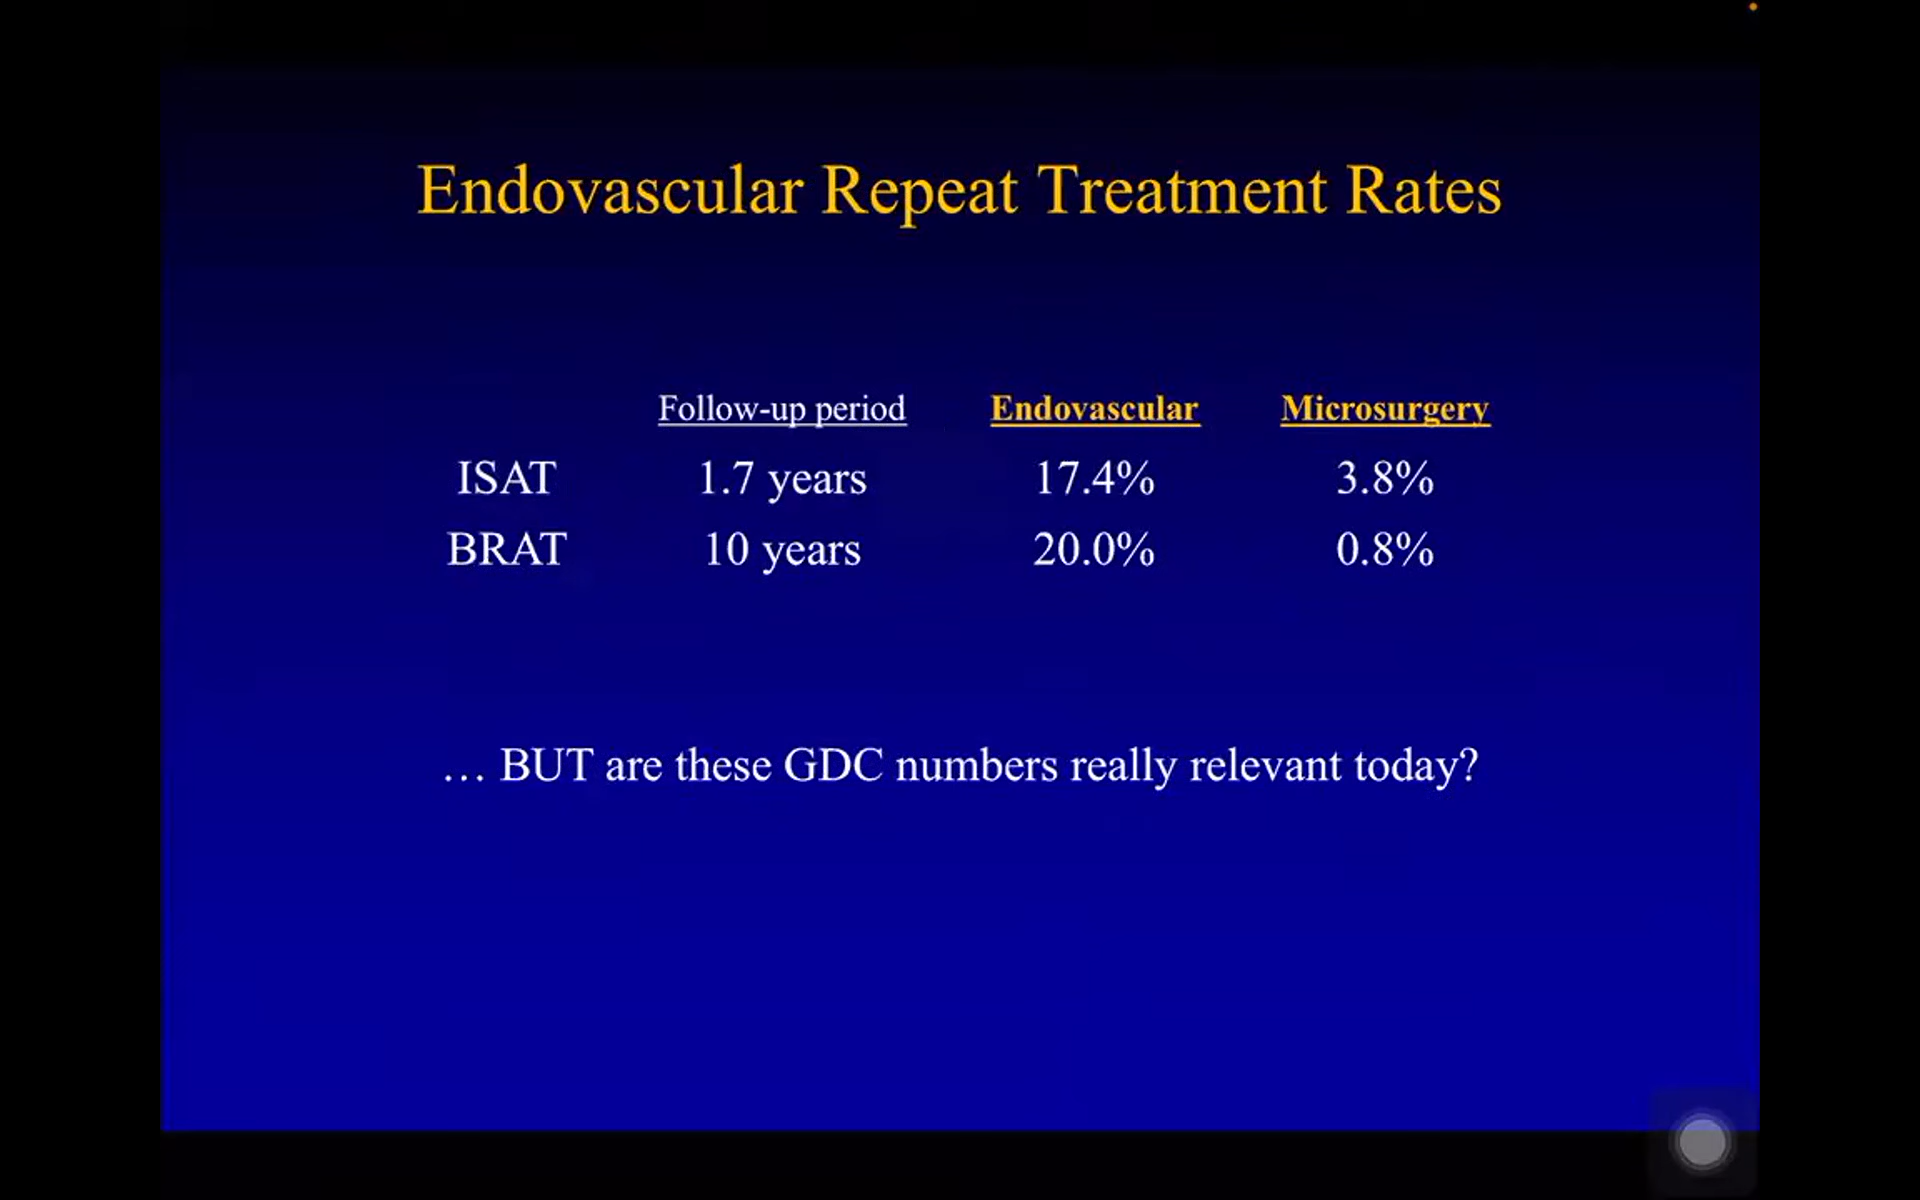 Endovascular Repeat Treatment Rates
Follow-up period Endovascular Microsurgery
ISAT 1.7 years 17.4% 3.8%
BRAT 10 years 20.0% 0.8%
… BUT are these GDC numbers really relevant today?